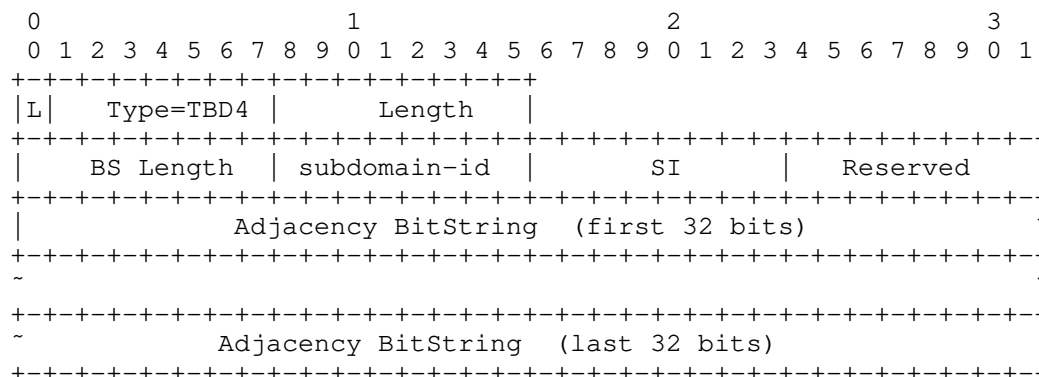 0                   1                   2                   3
 0 1 2 3 4 5 6 7 8 9 0 1 2 3 4 5 6 7 8 9 0 1 2 3 4 5 6 7 8 9 0 1
+-+-+-+-+-+-+-+-+-+-+-+-+-+-+-+-+
|L|   Type=TBD4 |      Length   |
+-+-+-+-+-+-+-+-+-+-+-+-+-+-+-+-+-+-+-+-+-+-+-+-+-+-+-+-+-+-+-+-+-
|    BS Length  | subdomain-id  |       SI      |   Reserved
+-+-+-+-+-+-+-+-+-+-+-+-+-+-+-+-+-+-+-+-+-+-+-+-+-+-+-+-+-+-+-+-+-
|             Adjacency BitString  (first 32 bits)              ~
+-+-+-+-+-+-+-+-+-+-+-+-+-+-+-+-+-+-+-+-+-+-+-+-+-+-+-+-+-+-+-+-+-
~                                                               ~
+-+-+-+-+-+-+-+-+-+-+-+-+-+-+-+-+-+-+-+-+-+-+-+-+-+-+-+-+-+-+-+-+-
~            Adjacency BitString  (last 32 bits)
+-+-+-+-+-+-+-+-+-+-+-+-+-+-+-+-+-+-+-+-+-+-+-+-+-+-+-+-+-+-+-+-+-